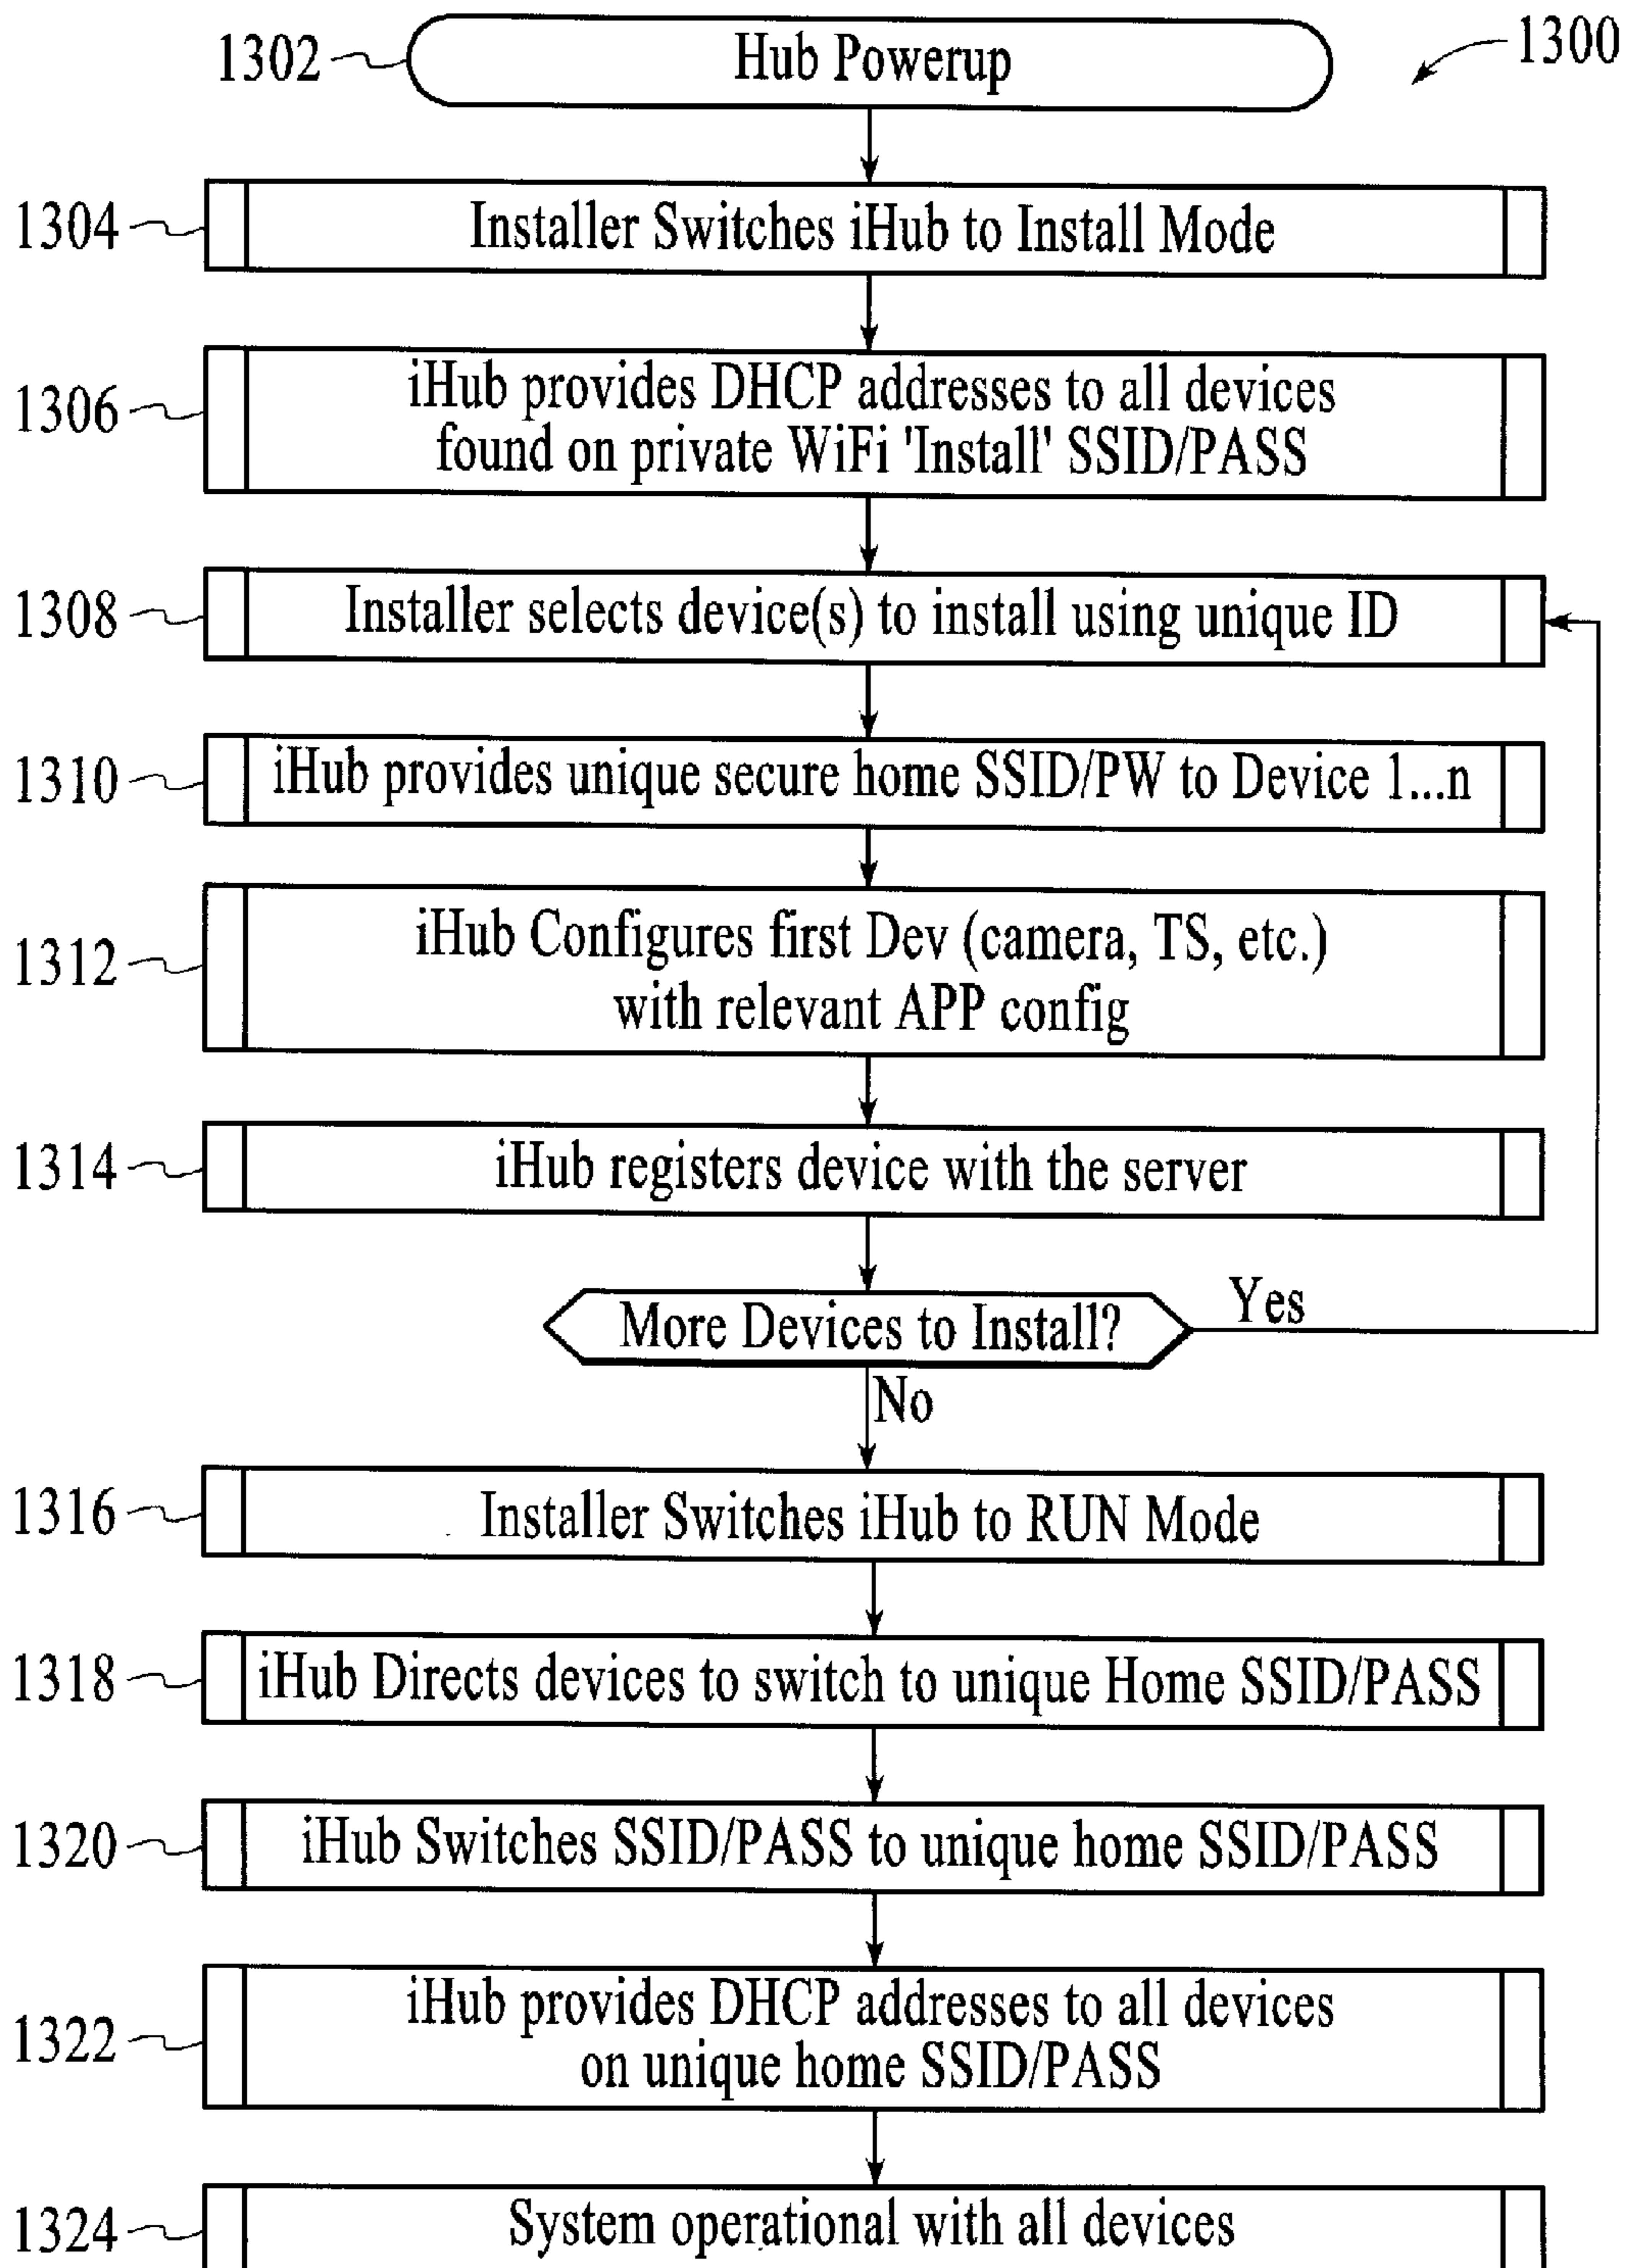 1302
Hub Powerup
1300
1304
Installer Switches iHub to Install Mode
1306
iHub provides DHCP addresses to all devices
found on private WiFi 'Install' SSID/PASS
1308
Installer selects device(s) to install using unique ID
1310
iHub provides unique secure home SSID/PW to Device 1...n
1312
iHub Configures first Dev (camera, TS, etc.)
with relevant APP config
1314
iHub registers device with the server
More Devices to Install?
Yes
No
1316
Installer Switches iHub to RUN Mode
1318
iHub Directs devices to switch to unique Home SSID/PASS
1320
iHub Switches SSID/PASS to unique home SSID/PASS
1322
iHub provides DHCP addresses to all devices
on unique home SSID/PASS
1324
System operational with all devices